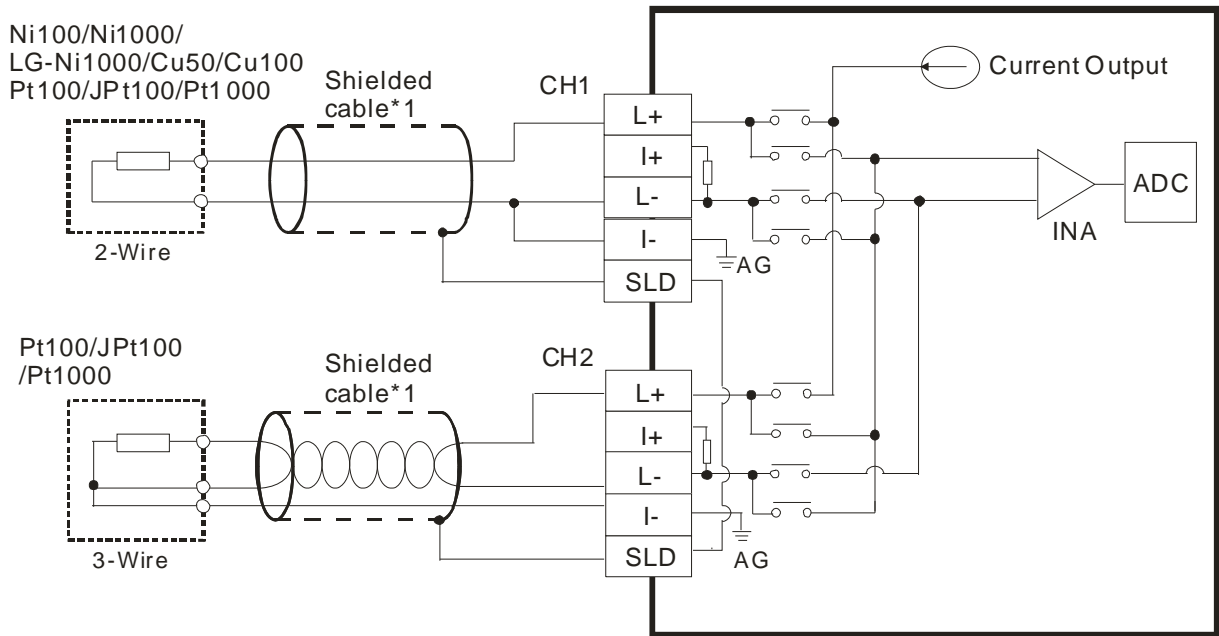 Ni100/Ni1000/
LG-Ni1000/Cu50/Cu100
Pt100/JPt100/Pt1000
Shielded
cable*1
2-Wire
CH1
L+
I+
L-
I-
SLD
AG
Current Output
INA
ADC
Pt100/JPt100
/Pt1000
Shielded
cable*1
3-Wire
CH2
L+
I+
L-
I-
SLD
AG